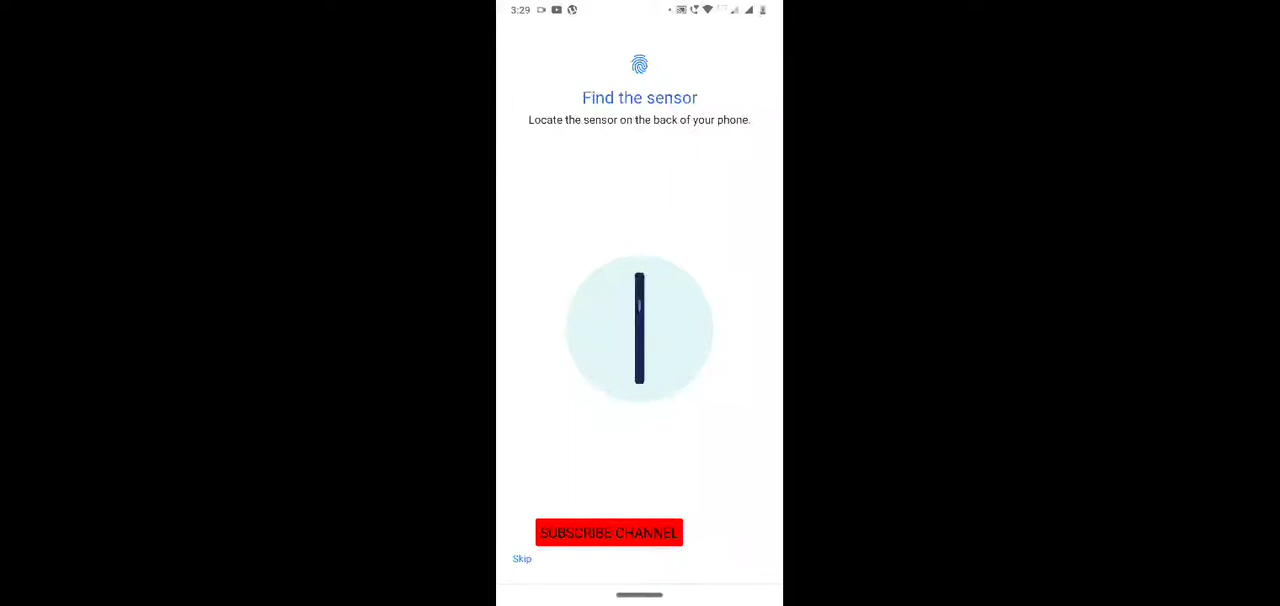 3:29
Find the sensor
Locate the sensor on the back of your phone.
SUBSCRIBE CHANNEL
Skip